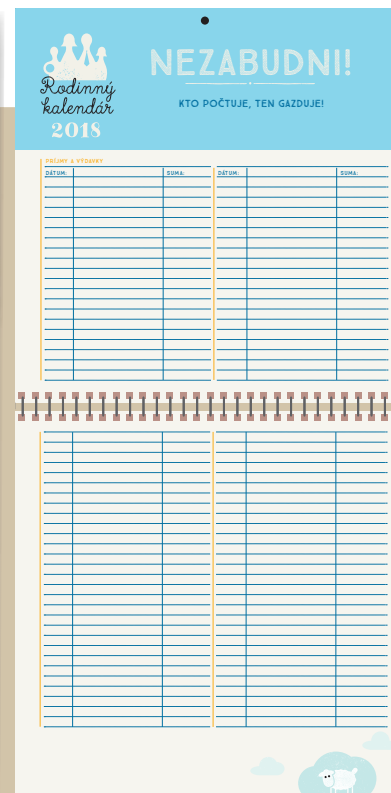 Rodinný
kalendár
2018
NEZABUDNI!
KTO POČTUJE, TEN GAZDUJE!
PRÍJMY A VÝDAVKY
DÁTUM:
SUMA:
DÁTUM:
SUMA: